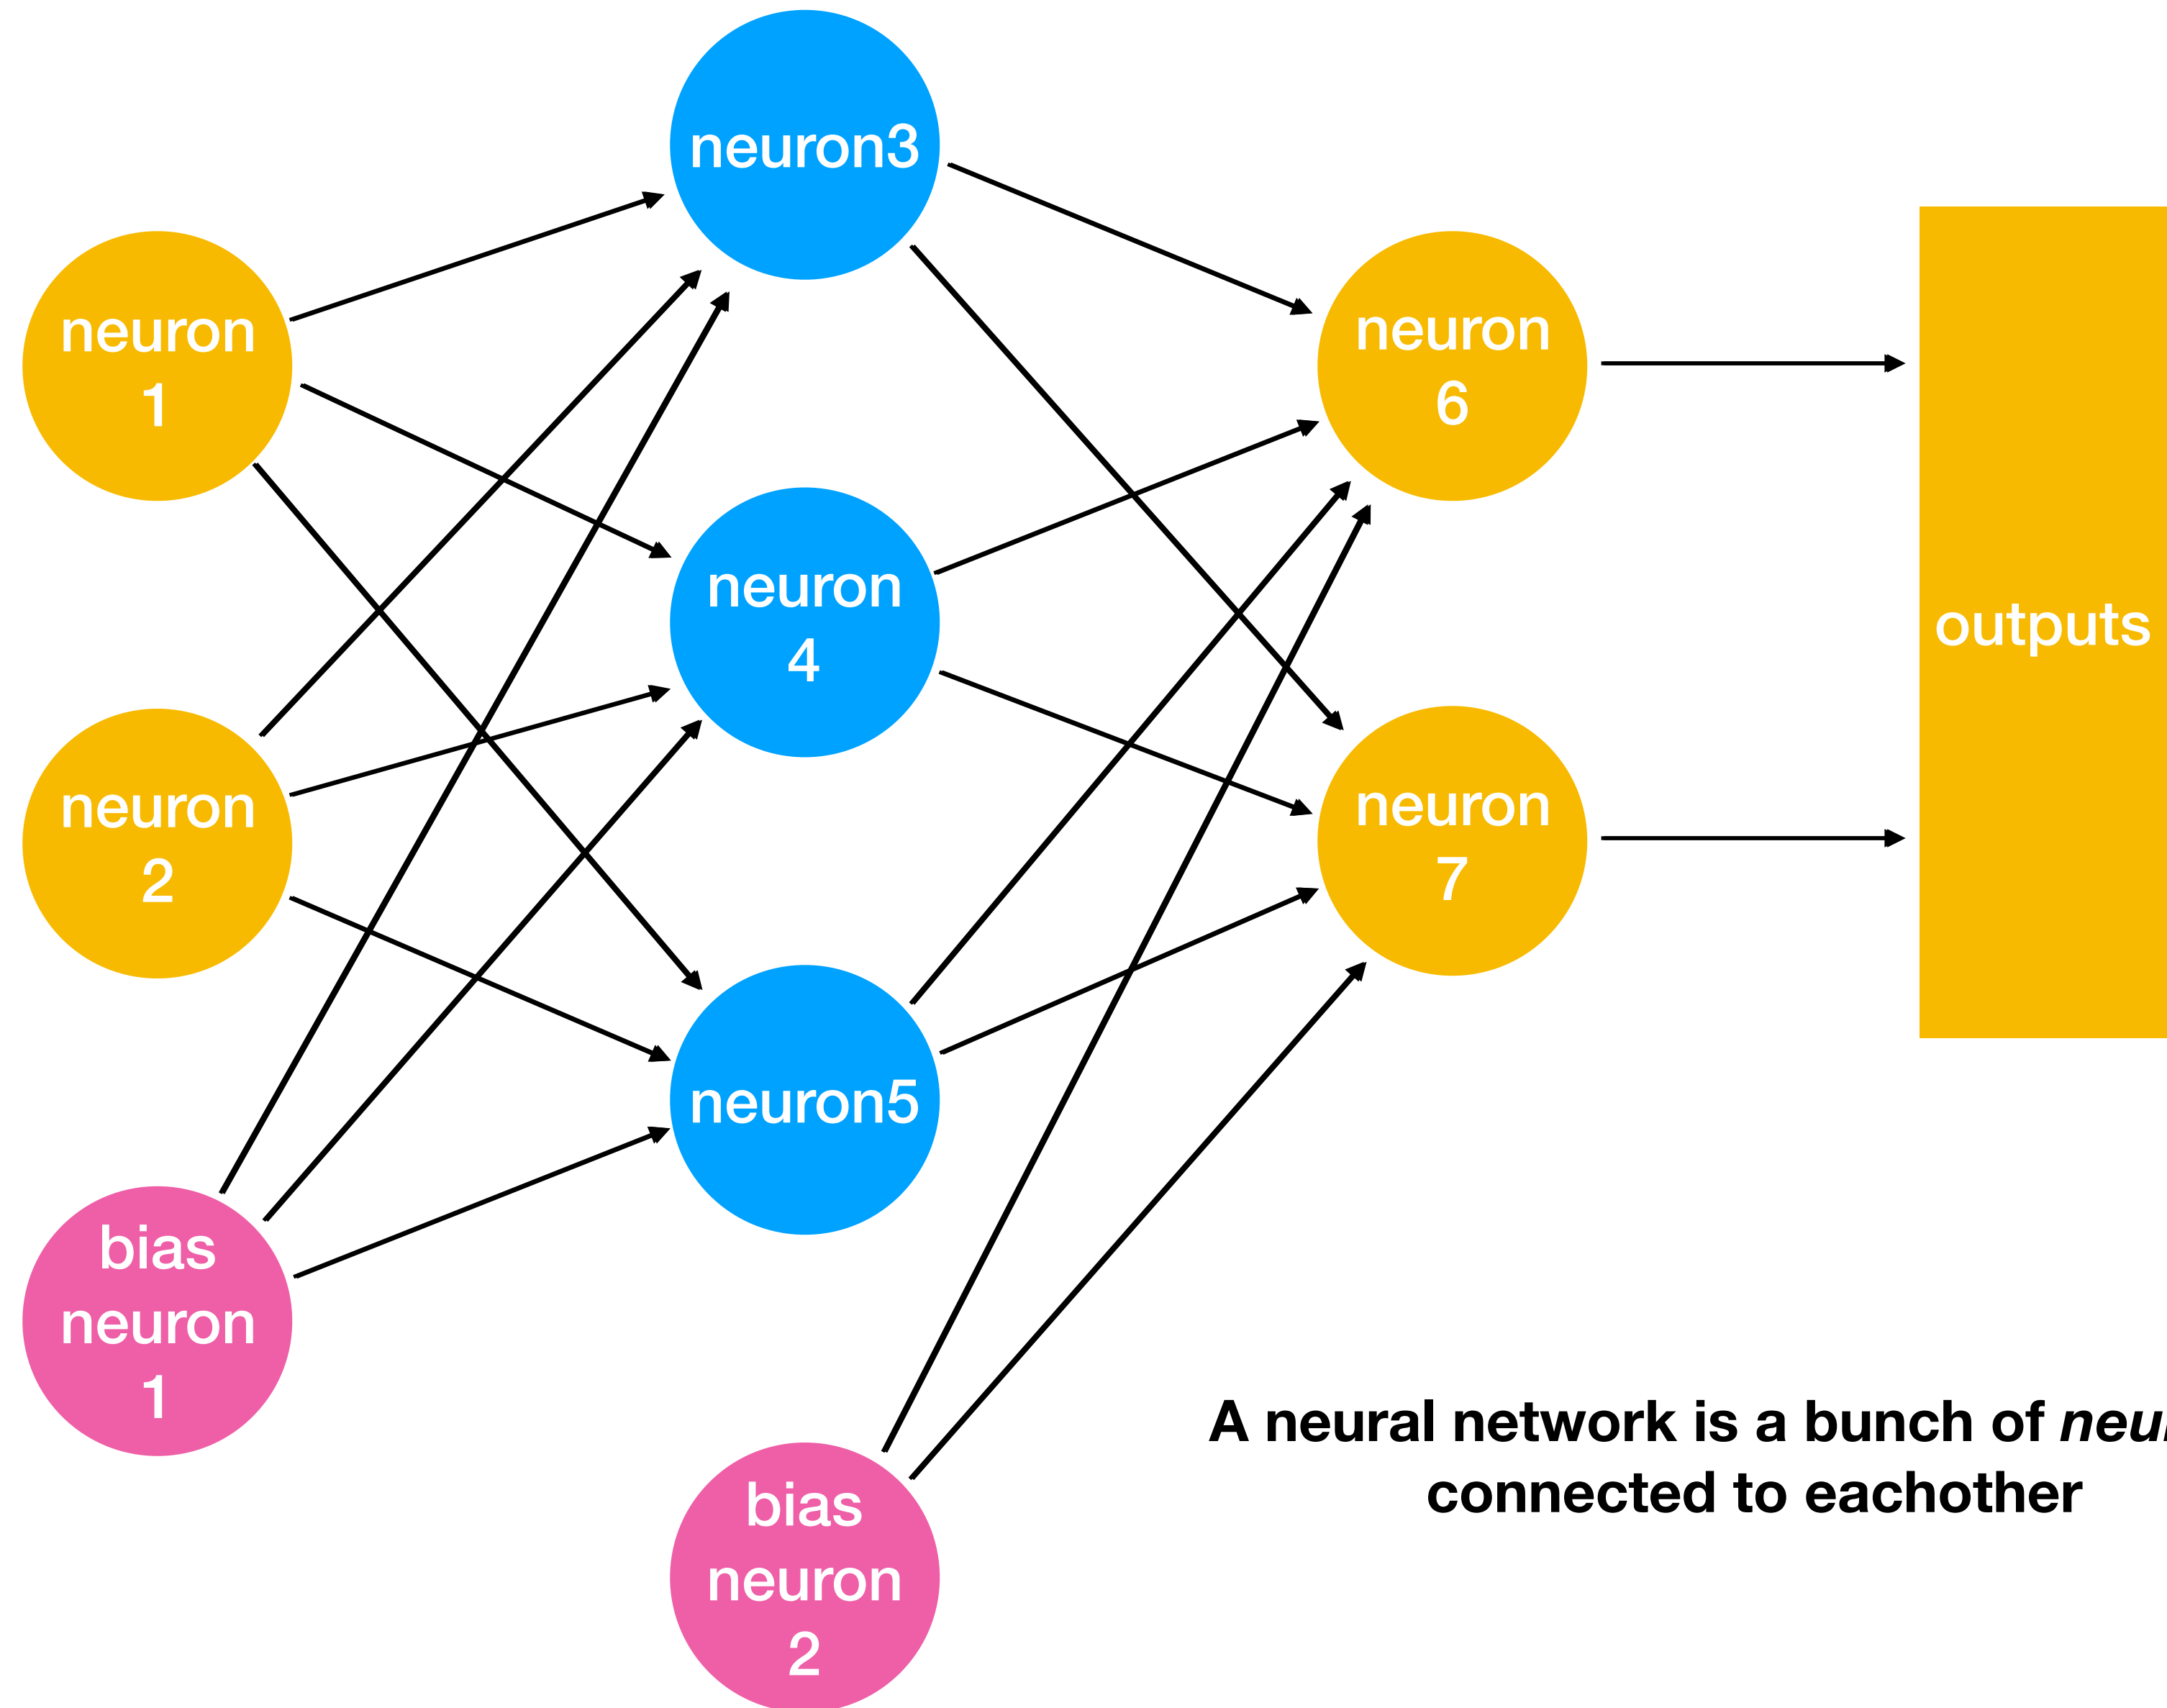 neuron3
neuron
1
neuron
6
neuron
4
outputs
neuron
2
neuron
7
neuron5
bias
neuron
1
A neural network is a bunch of
connected to eachother
bias
neuron
2